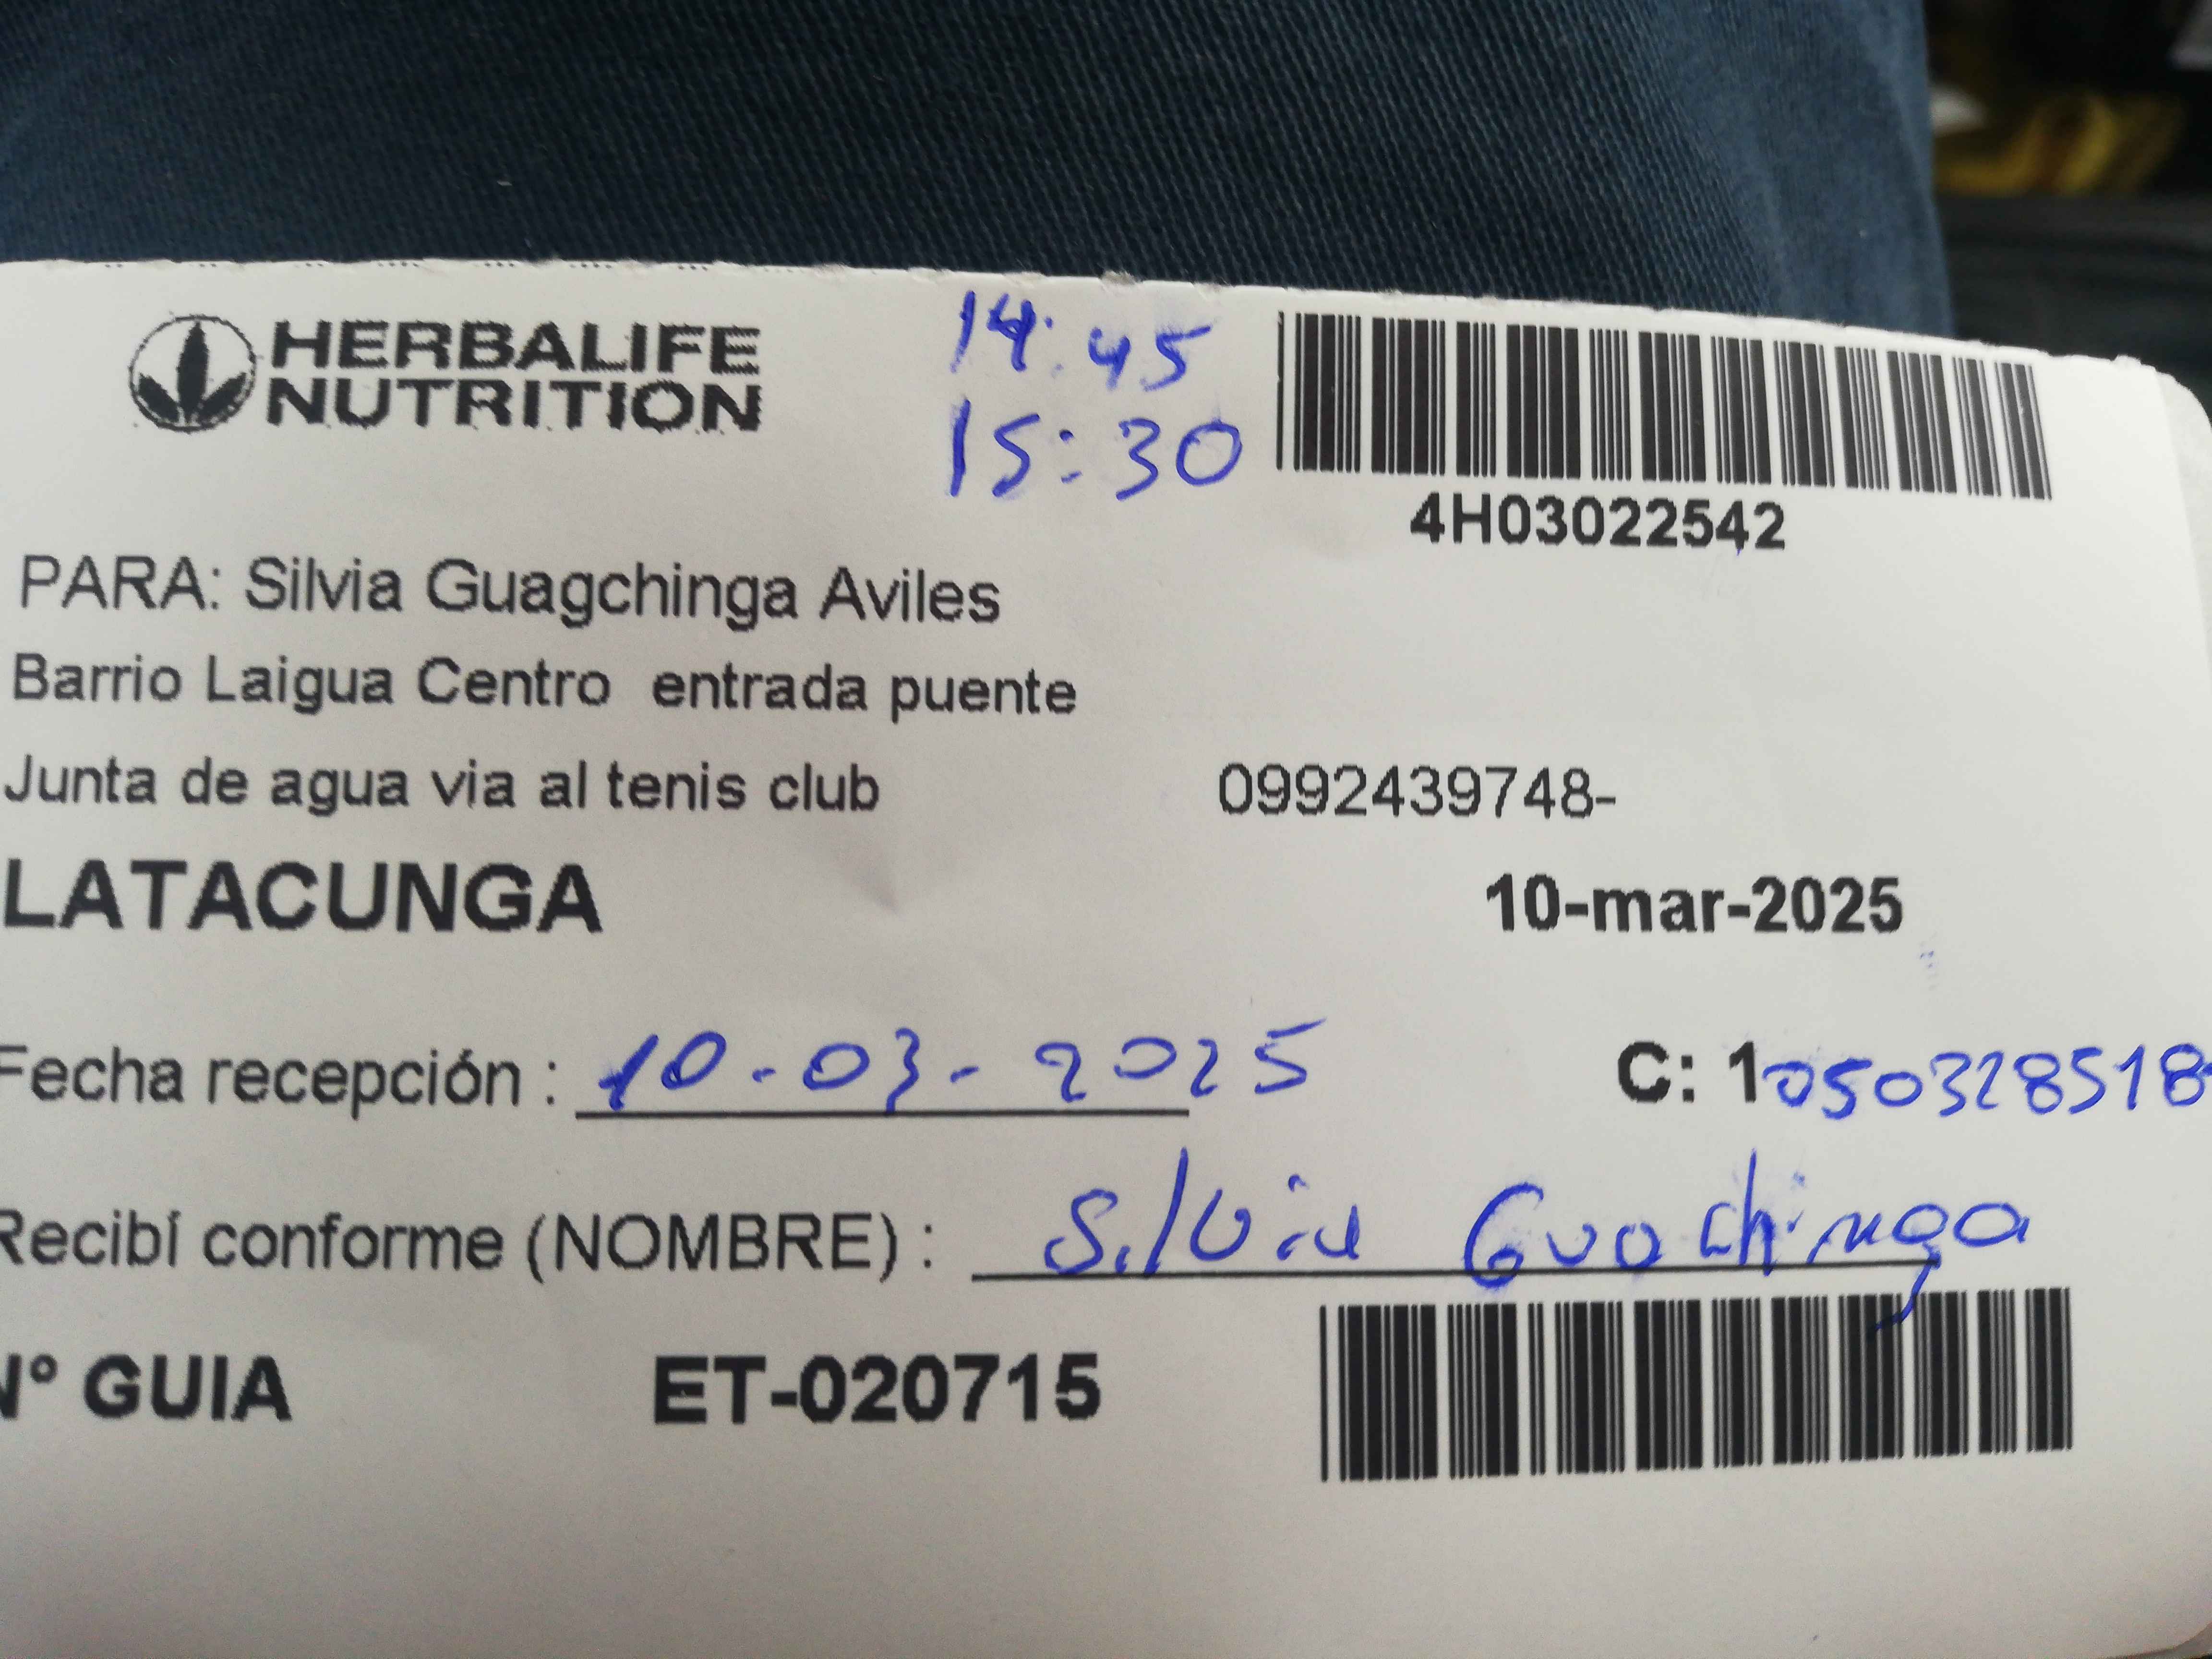 HERBALIFE
NUTRITION
14:45
15:30
4H03022542
PARA: Silvia Guagchinga Aviles
Barrio Laigua Centro entrada puente
Junta de agua via al tenis club 0992439748-
LATACUNGA 10-mar-2025
Fecha recepción : 10-03-2025 C: 1 050328518
Recibí conforme (NOMBRE) : Silvia Guachinga
N° GUIA ET-020715